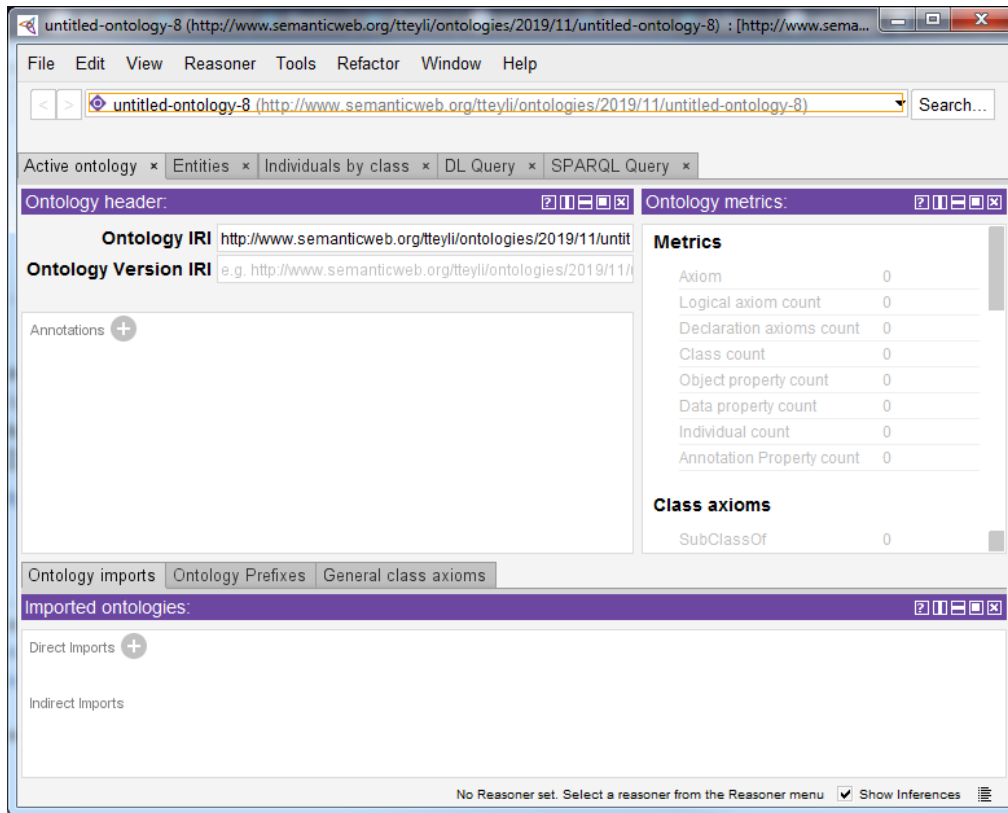 untitled-ontology-8 (http://www.semanticweb.org/tteyli/ontologies/2019/11/untitled-ontology-8) : [http://www.sema...
File Edit View Reasoner Tools Refactor Window Help
< > untitled-ontology-8 (http://www.semanticweb.org/tteyli/ontologies/2019/11/untitled-ontology-8) Search...
Active ontology × Entities × Individuals by class × DL Query × SPARQL Query ×
Ontology header: Ontology metrics:
Ontology IRI http://www.semanticweb.org/tteyli/ontologies/2019/11/untit
Ontology Version IRI e.g. http://www.semanticweb.org/tteyli/ontologies/2019/11/
Annotations
Metrics
Axiom 0
Logical axiom count 0
Declaration axioms count 0
Class count 0
Object property count 0
Data property count 0
Individual count 0
Annotation Property count 0
Class axioms
SubClassOf 0
Ontology imports Ontology Prefixes General class axioms
Imported ontologies:
Direct Imports
Indirect Imports
No Reasoner set. Select a reasoner from the Reasoner menu Show Inferences